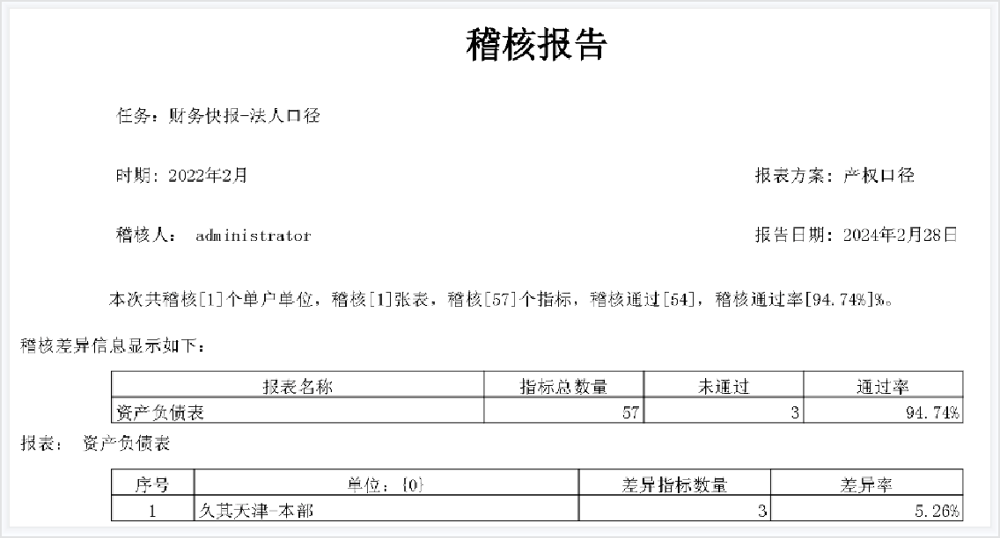 稽核报告
任务：财务快报-法人口径
时期: 2022年2月 报表方案: 产权口径
稽核人： administrator 报告日期: 2024年2月28日
本次共稽核[1]个单户单位，稽核[1]张表，稽核[57]个指标，稽核通过[54]，稽核通过率[94.74%]%。
稽核差异信息显示如下：
报表名称 指标总数量 未通过 通过率
资产负债表 57 3 94.74%
报表： 资产负债表
序号 单位：{0} 差异指标数量 差异率
1 久其天津-本部 3 5.26%